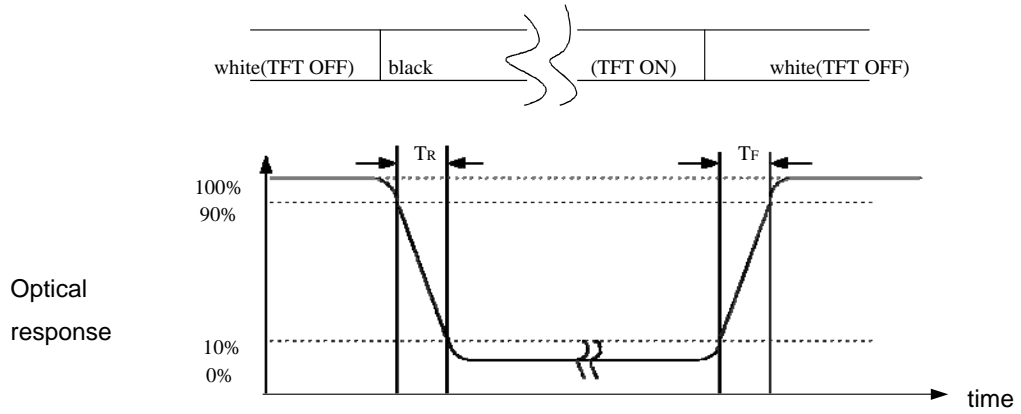 white(TFT OFF) black (TFT ON) white(TFT OFF)
TR TF
100%
90%
Optical
response
10%
0%
time